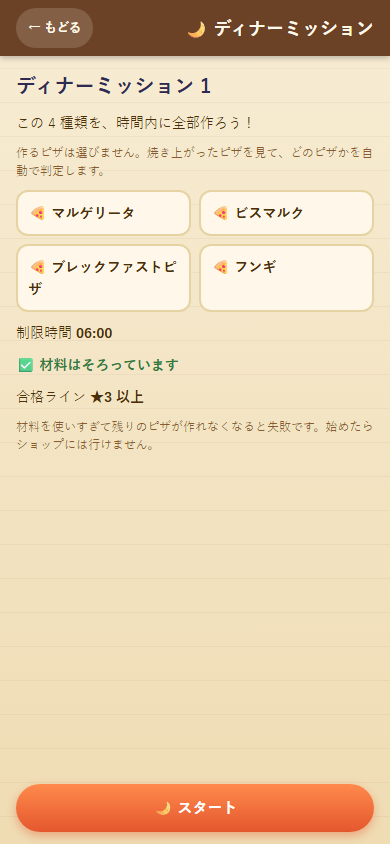 ← もどる
🌙 ディナーミッション
ディナーミッション 1
この 4 種類を、時間内に全部作ろう！
作るピザは選びません。焼き上がったピザを見て、どのピザかを自
動で判定します。
🍕 マルゲリータ
🍕 ビスマルク
🍕 ブレックファストピ
ザ
🍕 フンギ
制限時間 06:00
✅ 材料はそろっています
合格ライン ★3 以上
材料を使いすぎて残りのピザが作れなくなると失敗です。始めたら
ショップには行けません。
🌙 スタート